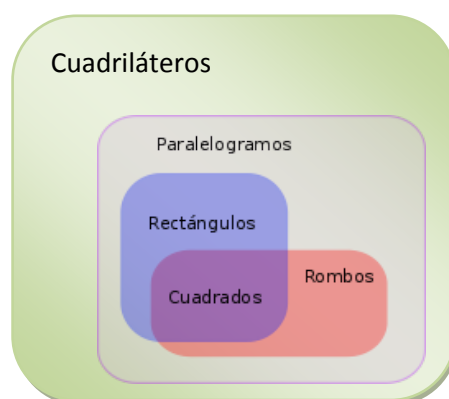 Cuadriláteros
Paralelogramos
Rectángulos
Rombos
Cuadrados